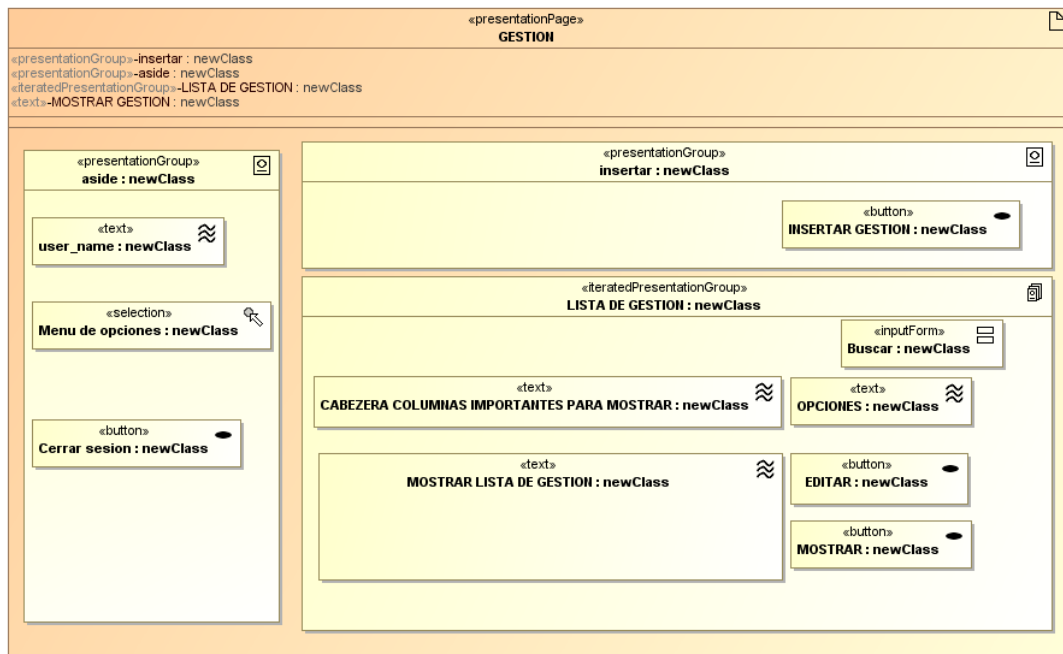 «presentationPage»
GESTION
«presentationGroup»-insertar : newClass
«presentationGroup»-aside : newClass
«iteratedPresentationGroup»-LISTA DE GESTION : newClass
«text»-MOSTRAR GESTION : newClass
«presentationGroup»
aside : newClass
«text»
user_name : newClass
«selection»
Menu de opciones : newClass
«button»
Cerrar sesion : newClass
«presentationGroup»
insertar : newClass
«button»
INSERTAR GESTION : newClass
«iteratedPresentationGroup»
LISTA DE GESTION : newClass
«inputForm»
Buscar : newClass
«text»
CABEZERA COLUMNAS IMPORTANTES PARA MOSTRAR : newClass
«text»
OPCIONES : newClass
«text»
MOSTRAR LISTA DE GESTION : newClass
«button»
EDITAR : newClass
«button»
MOSTRAR : newClass